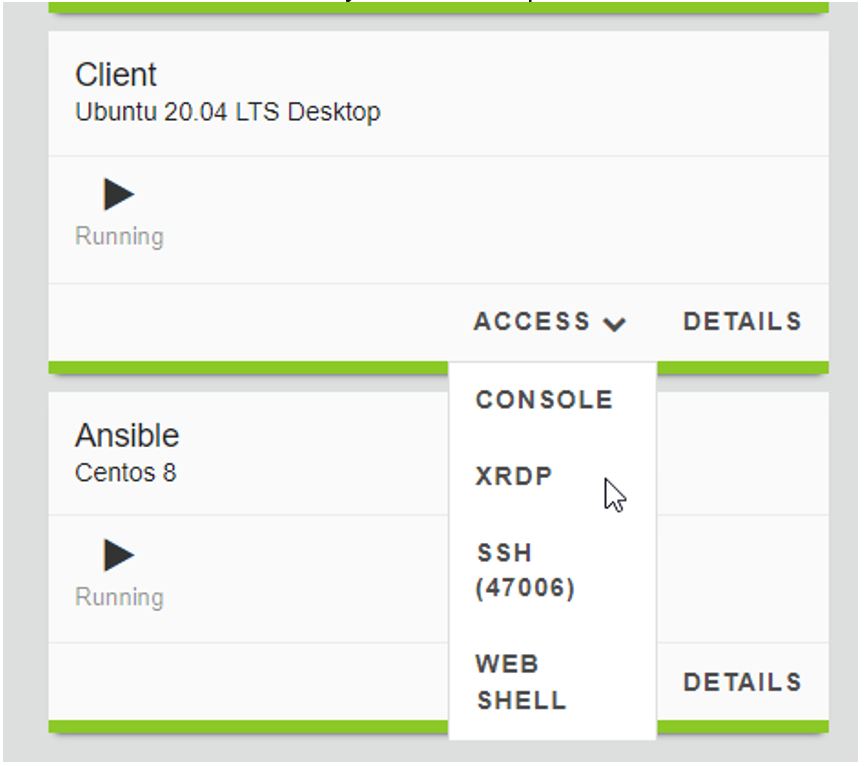 Client
Ubuntu 20.04 LTS Desktop
Running
ACCESS DETAILS
CONSOLE
Ansible
Centos 8
XRDP
SSH
(47006)
Running
WEB
SHELL
DETAILS